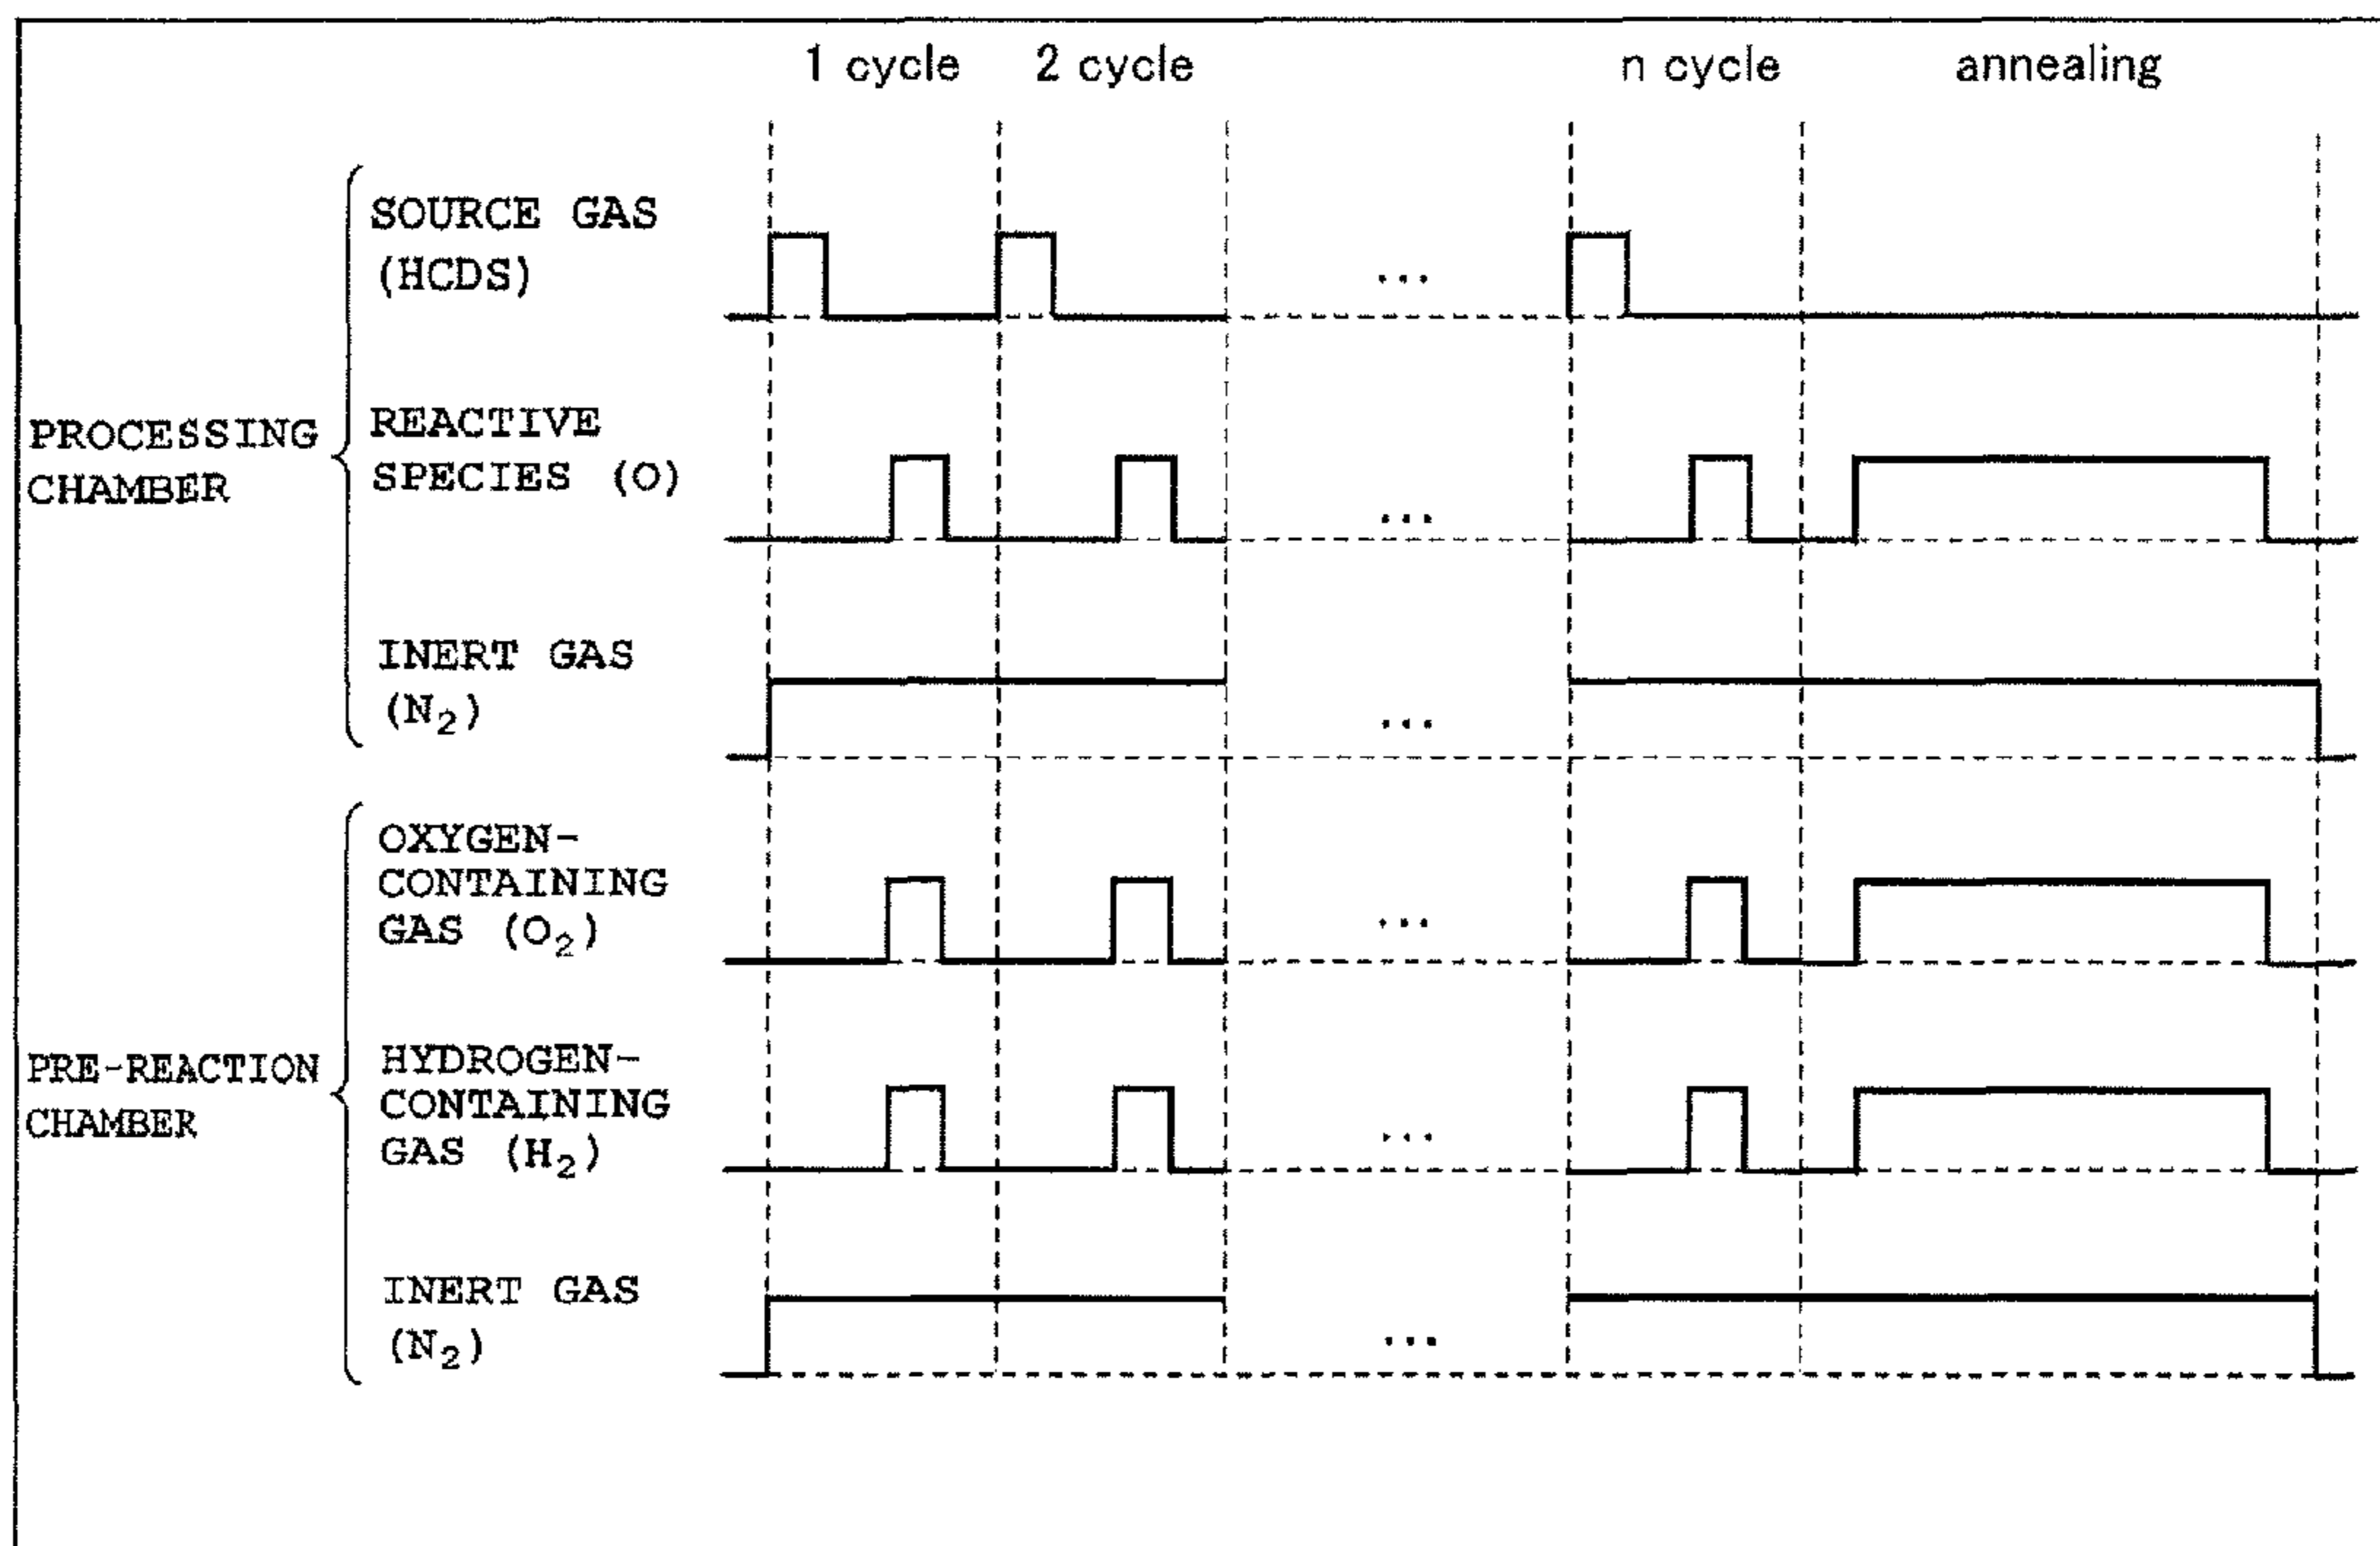 1 cycle 2 cycle n cycle annealing
SOURCE GAS
(HCDS)
...
PROCESSING
CHAMBER
REACTIVE
SPECIES (O)
...
INERT GAS
(N₂)
...
OXYGEN-
CONTAINING
GAS (O₂)
...
PRE-REACTION
CHAMBER
HYDROGEN-
CONTAINING
GAS (H₂)
...
INERT GAS
(N₂)
...